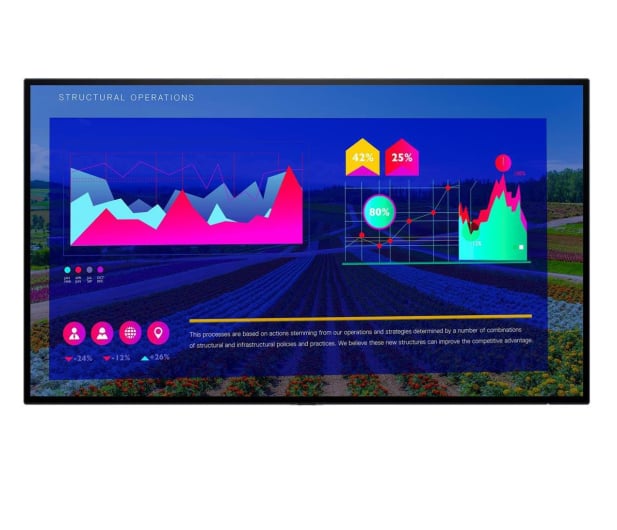 STRUCTURAL OPERATIONS
42%
25%
80%
-24%
-12%
+26%
This processes are based on actions stemming from our operations and strategies determined by a number of combinations
of structural and infrastructural policies and practices. We believe these new structures can improve the competitive advantage.